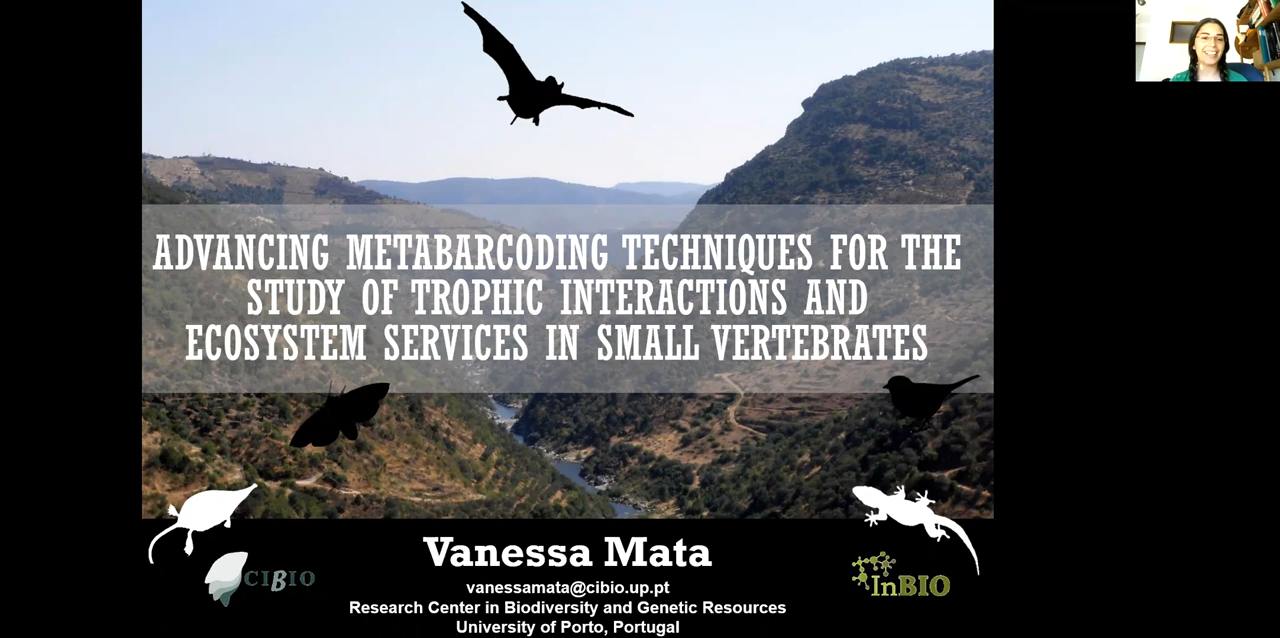 ADVANCING METABARCODING TECHNIQUES FOR THE
STUDY OF TROPHIC INTERACTIONS AND
ECOSYSTEM SERVICES IN SMALL VERTEBRATES
Vanessa Mata
vanessamata@cibio.up.pt
Research Center in Biodiversity and Genetic Resources
University of Porto, Portugal
CIBIO
InBIO